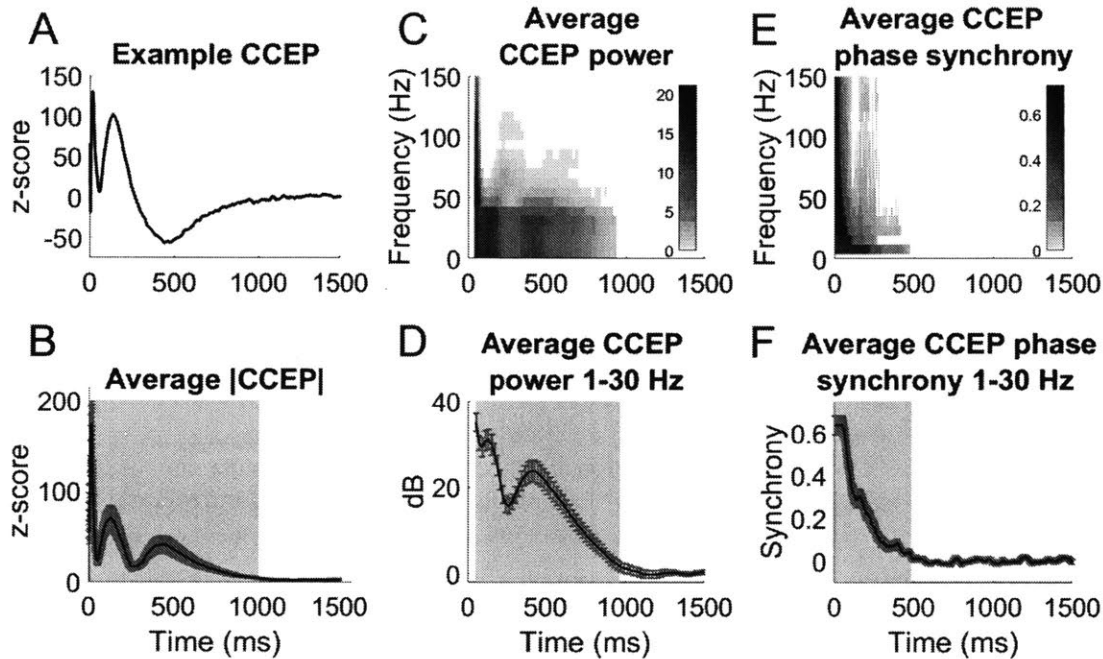 A
Example CCEP
z-score
150
100
50
0
-50
0
500
1000
1500
B
Average |CCEP|
z-score
200
100
0
0
500
1000
1500
Time (ms)
C
Average
CCEP power
Frequency (Hz)
150
100
50
0
20
15
10
5
0
0
500
1000
1500
D
Average CCEP
power 1-30 Hz
dB
40
20
0
0
500
1000
1500
Time (ms)
E
Average CCEP
phase synchrony
Frequency (Hz)
150
100
50
0
0.6
0.4
0.2
0
0
500
1000
1500
F
Average CCEP phase
synchrony 1-30 Hz
Synchrony
0.6
0.4
0.2
0
0
500
1000
1500
Time (ms)